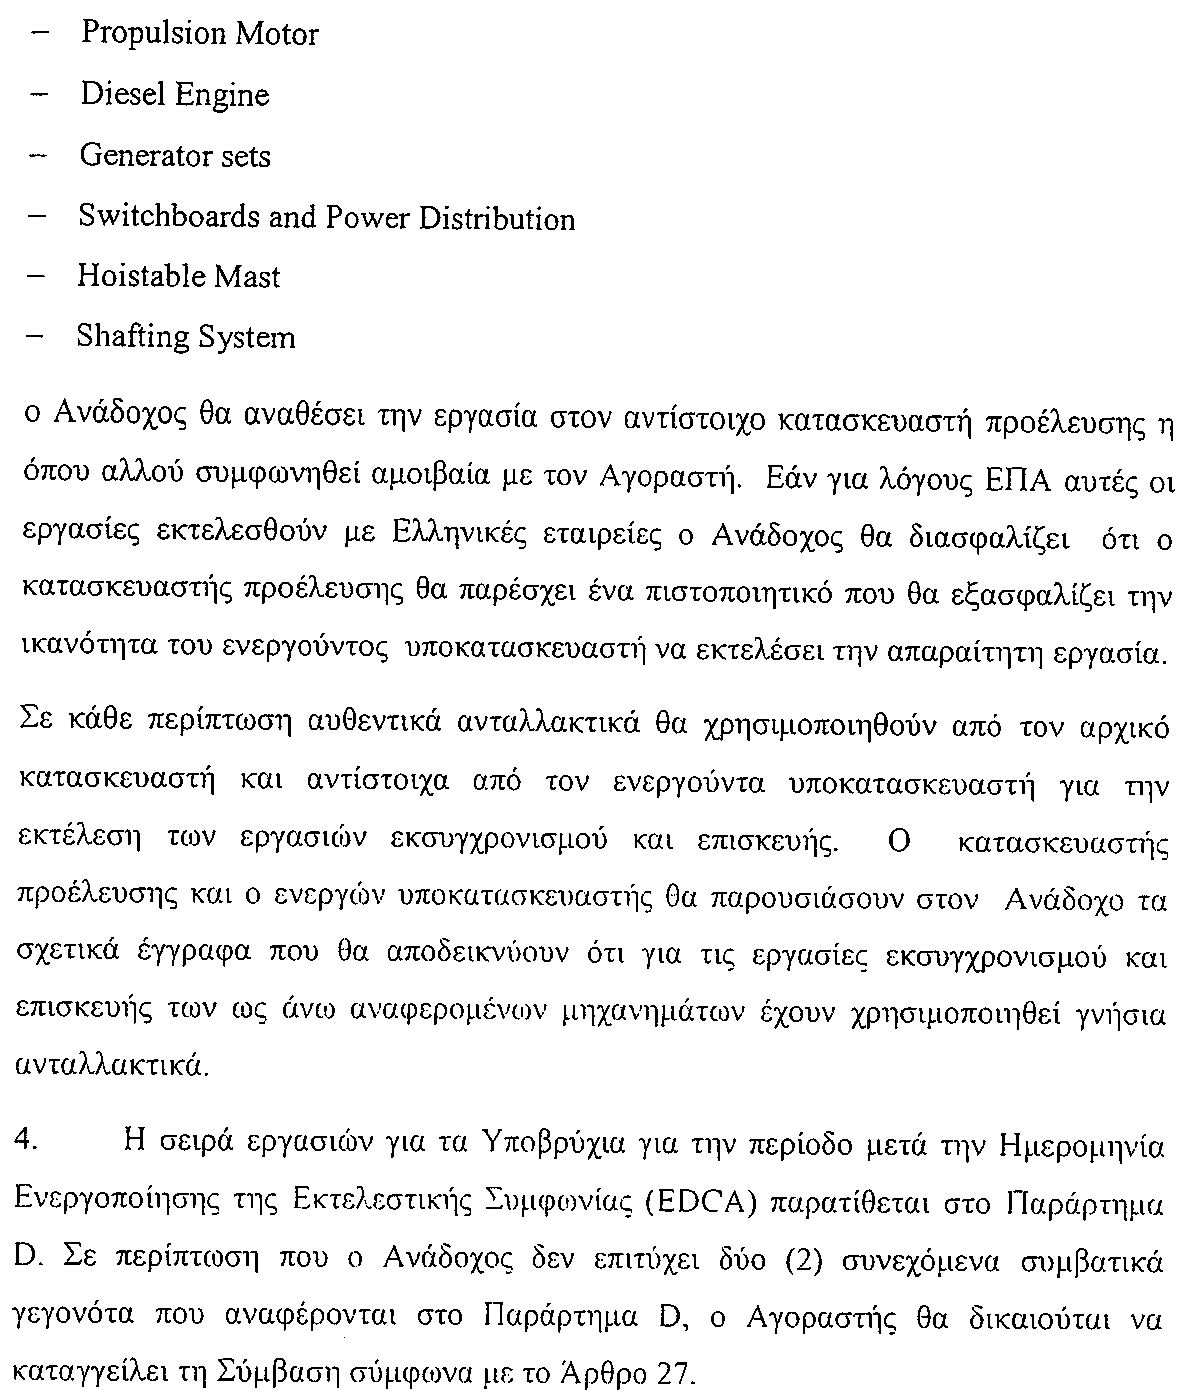 – Propulsion Motor
– Diesel Engine
– Generator sets
– Switchboards and Power Distribution
– Hoistable Mast
– Shafting System
ο Ανάδοχος θα αναθέσει την εργασία στον αντίστοιχο κατασκευαστή προέλευσης η
όπου αλλού συμφωνηθεί αμοιβαία με τον Αγοραστή. Εάν για λόγους ΕΠΑ αυτές οι
εργασίες εκτελεσθούν με Ελληνικές εταιρείες ο Ανάδοχος θα διασφαλίζει ότι ο
κατασκευαστής προέλευσης θα παρέσχει ένα πιστοποιητικό που θα εξασφαλίζει την
ικανότητα του ενεργούντος υποκατασκευαστή να εκτελέσει την απαραίτητη εργασία.
Σε κάθε περίπτωση αυθεντικά ανταλλακτικά θα χρησιμοποιηθούν από τον αρχικό
κατασκευαστή και αντίστοιχα από τον ενεργούντα υποκατασκευαστή για την
εκτέλεση των εργασιών εκσυγχρονισμού και επισκευής. Ο κατασκευαστής
προέλευσης και ο ενεργών υποκατασκευαστής θα παρουσιάσουν στον Ανάδοχο τα
σχετικά έγγραφα που θα αποδεικνύουν ότι για τις εργασίες εκσυγχρονισμού και
επισκευής των ως άνω αναφερομένων μηχανημάτων έχουν χρησιμοποιηθεί γνήσια
ανταλλακτικά.
4. Η σειρά εργασιών για τα Υποβρύχια για την περίοδο μετά την Ημερομηνία
Ενεργοποίησης της Εκτελεστικής Συμφωνίας (EDCA) παρατίθεται στο Παράρτημα
D. Σε περίπτωση που ο Ανάδοχος δεν επιτύχει δύο (2) συνεχόμενα συμβατικά
γεγονότα που αναφέρονται στο Παράρτημα D, ο Αγοραστής θα δικαιούται να
καταγγείλει τη Σύμβαση σύμφωνα με το Άρθρο 27.